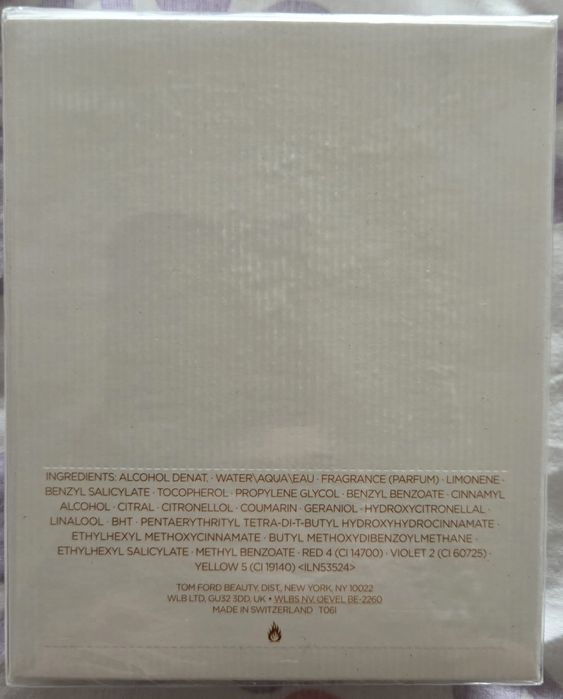 INGREDIENTS: ALCOHOL DENAT. · WATER\AQUA\EAU · FRAGRANCE (PARFUM) · LIMONENE ·
BENZYL SALICYLATE · TOCOPHEROL · PROPYLENE GLYCOL · BENZYL BENZOATE · CINNAMYL
ALCOHOL · CITRAL · CITRONELLOL · COUMARIN · GERANIOL · HYDROXYCITRONELLAL ·
LINALOOL · BHT · PENTAERYTHRITYL TETRA-DI-T-BUTYL HYDROXYHYDROCINNAMATE ·
ETHYLHEXYL METHOXYCINNAMATE · BUTYL METHOXYDIBENZOYLMETHANE ·
ETHYLHEXYL SALICYLATE · METHYL BENZOATE · RED 4 (CI 14700) · VIOLET 2 (CI 60725) ·
YELLOW 5 (CI 19140) <ILN53524>
TOM FORD BEAUTY, DIST., NEW YORK, NY 10022
WLB LTD, GU32 3DD, UK • WLBS NV, OEVEL BE-2260
MADE IN SWITZERLAND T06I